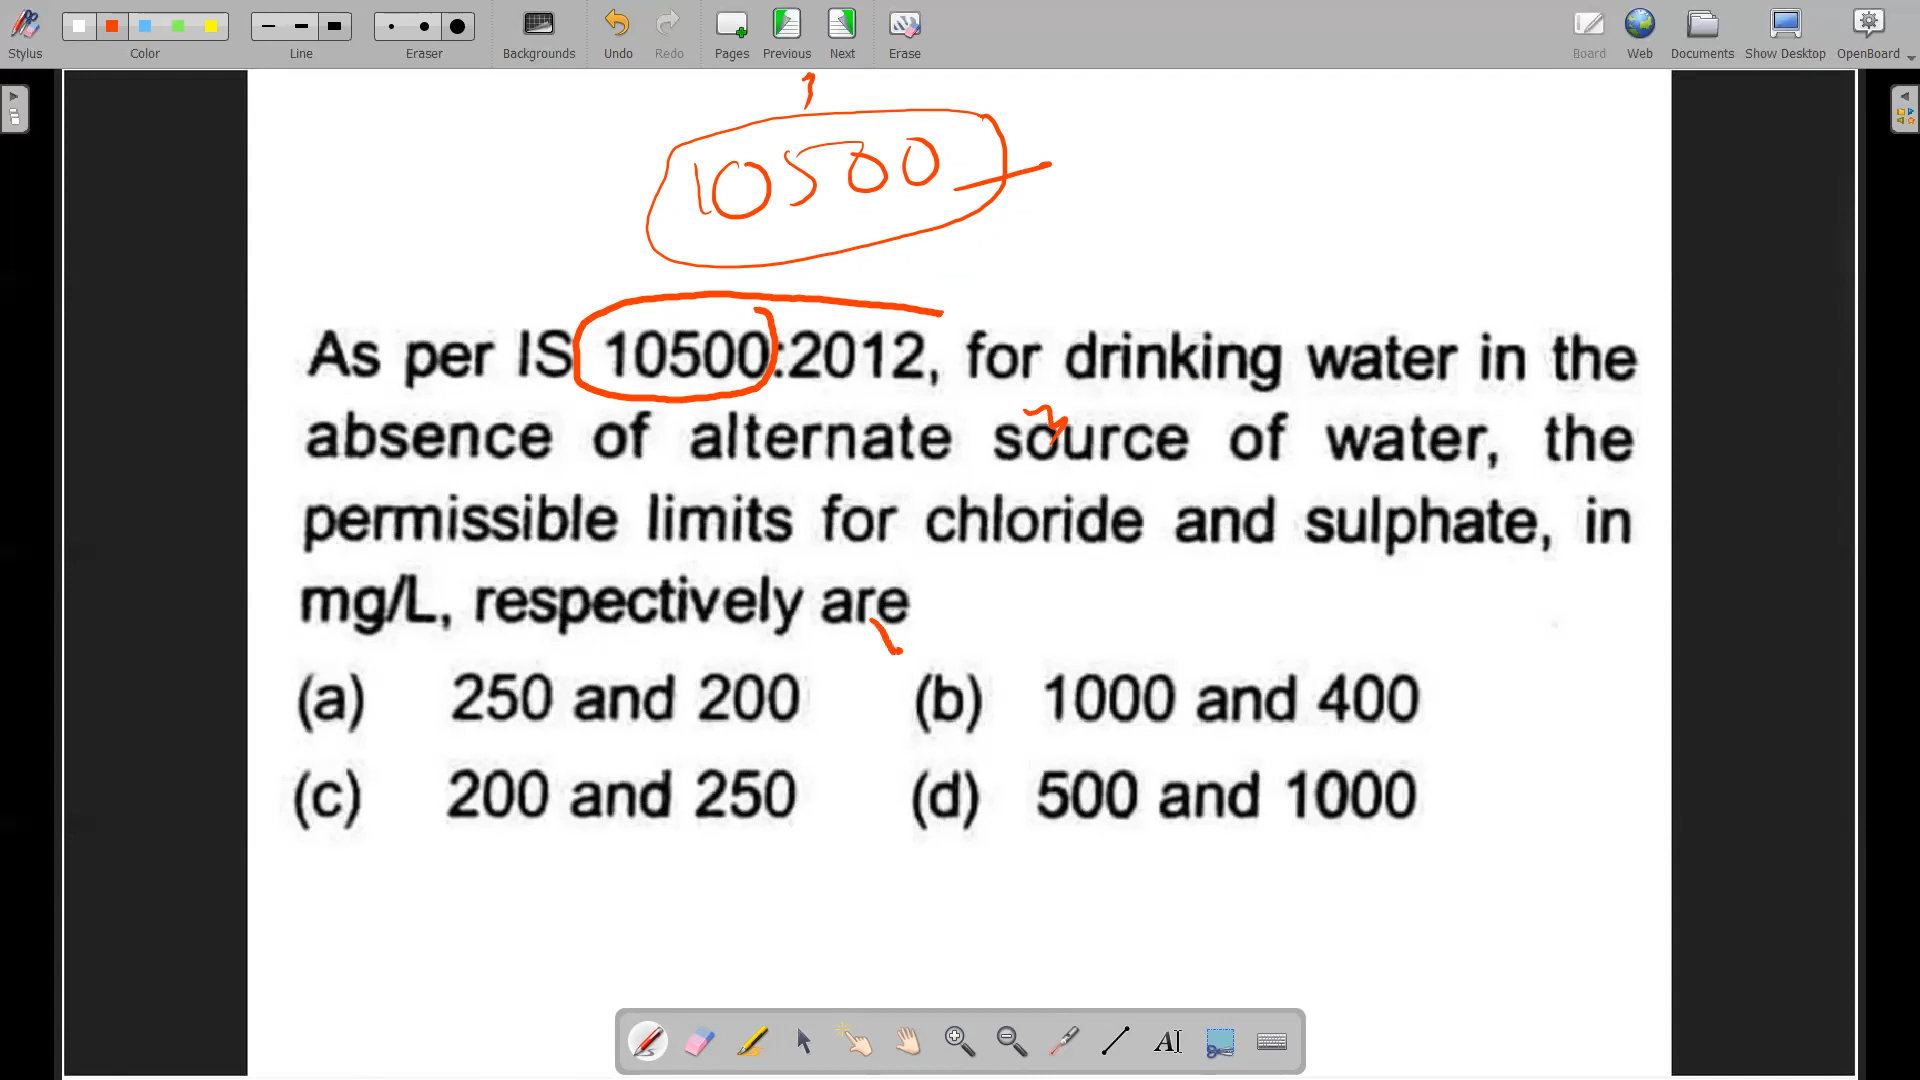 Stylus
Color
Line
Eraser
Backgrounds
Undo
Redo
Pages
Previous
Next
Erase
Board
Web
Documents
Show Desktop
OpenBoard
10500
As per IS 10500:2012, for drinking water in the
absence of alternate source of water, the
permissible limits for chloride and sulphate, in
mg/L, respectively are
(a) 250 and 200 (b) 1000 and 400
(c) 200 and 250 (d) 500 and 1000